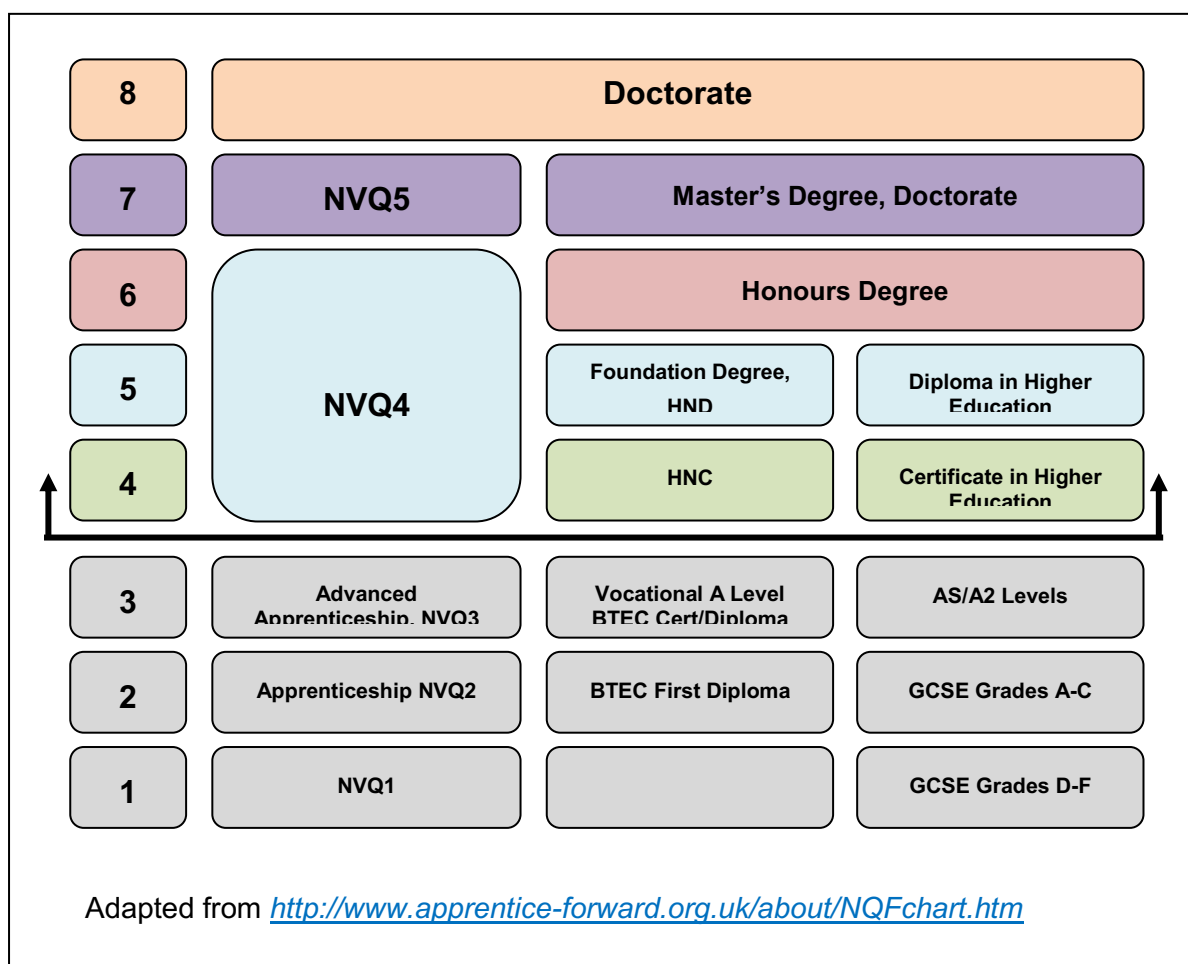 8
Doctorate
7
NVQ5
Master’s Degree, Doctorate
6
NVQ4
Honours Degree
5
Foundation Degree,
HND
Diploma in Higher
Education
4
HNC
Certificate in Higher
Education
3
Advanced
Apprenticeship, NVQ3
Vocational A Level
BTEC Cert/Diploma
AS/A2 Levels
2
Apprenticeship NVQ2
BTEC First Diploma
GCSE Grades A-C
1
NVQ1
GCSE Grades D-F
Adapted from http://www.apprentice-forward.org.uk/about/NQFchart.htm